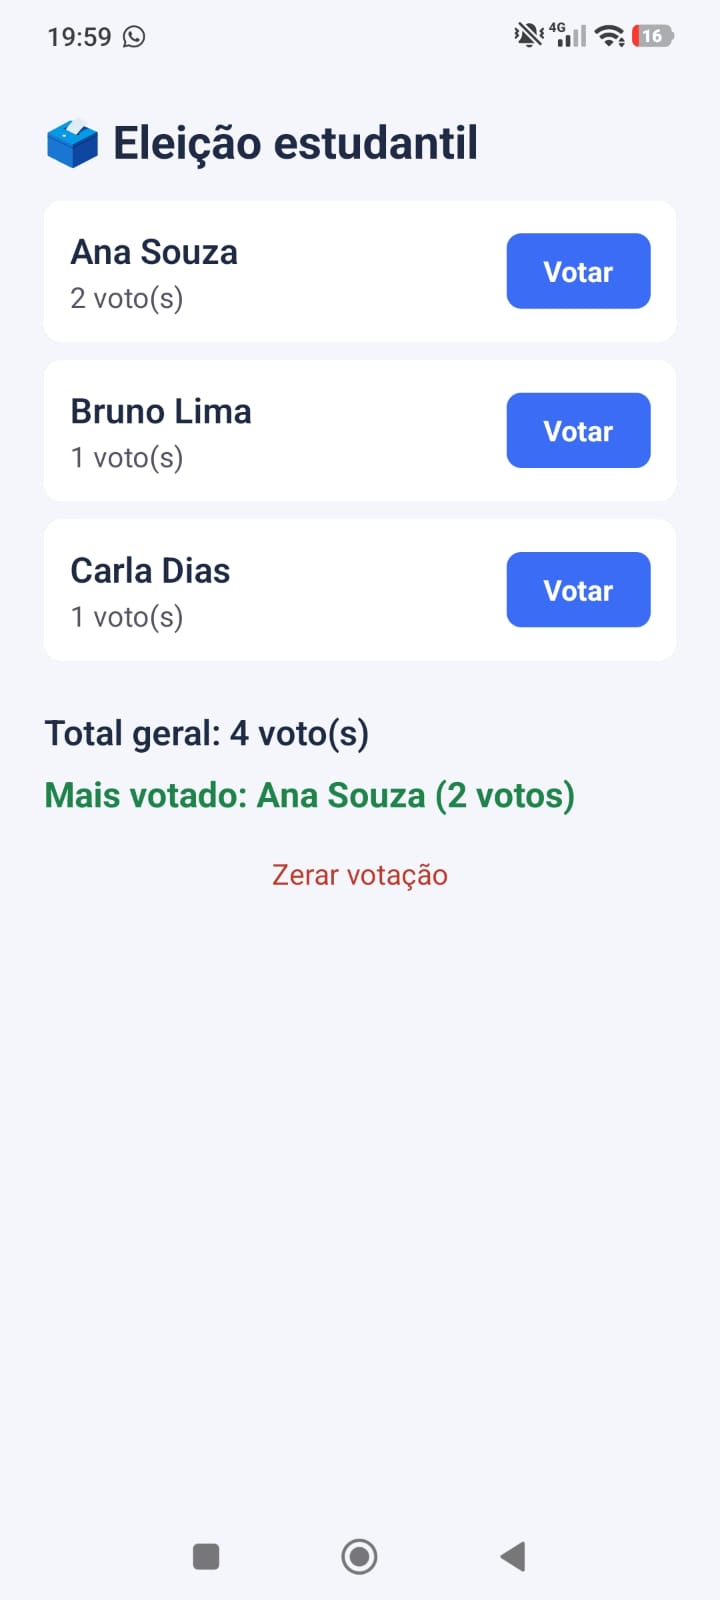 19:59
4G
16
Eleição estudantil
Ana Souza
2 voto(s)
Votar
Bruno Lima
1 voto(s)
Votar
Carla Dias
1 voto(s)
Votar
Total geral: 4 voto(s)
Mais votado: Ana Souza (2 votos)
Zerar votação